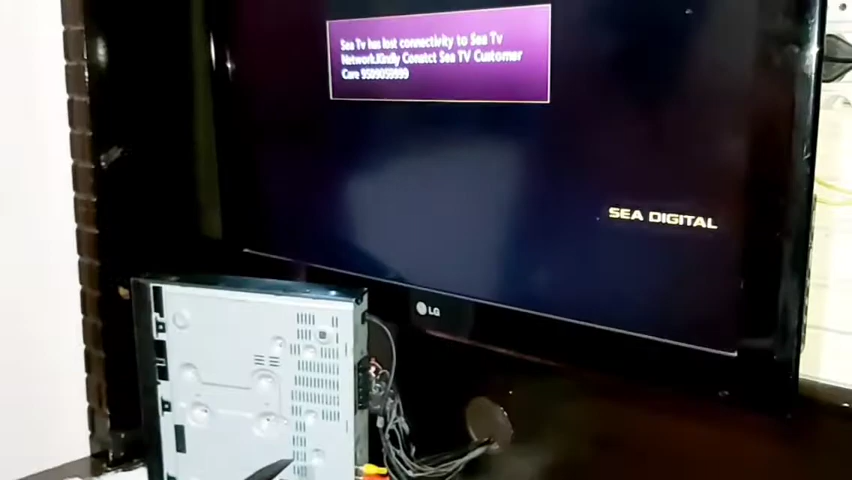 Sea Tv has lost connectivity to Sea Tv
Network.Kindly Conatct Sea TV Customer
Care 9509059999
SEA DIGITAL
LG